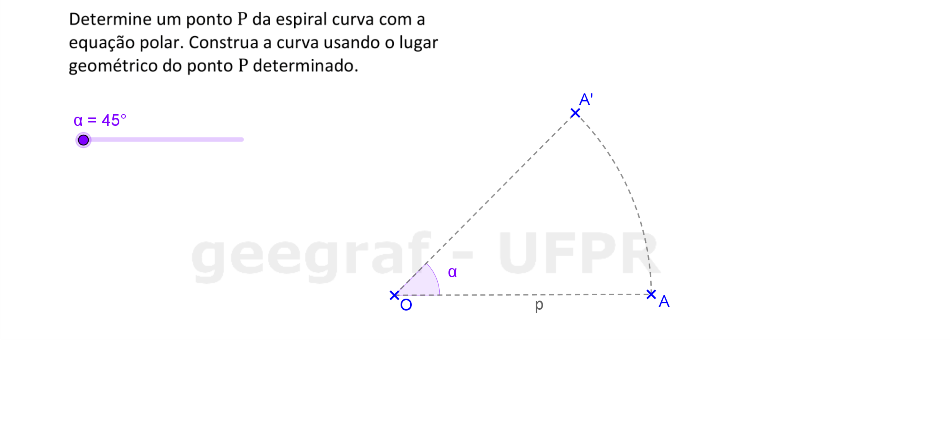 Determine um ponto P da espiral curva com a
equação polar. Construa a curva usando o lugar
geométrico do ponto P determinado.
α = 45°
A'
geegraf - UFPR
α
O
p
A